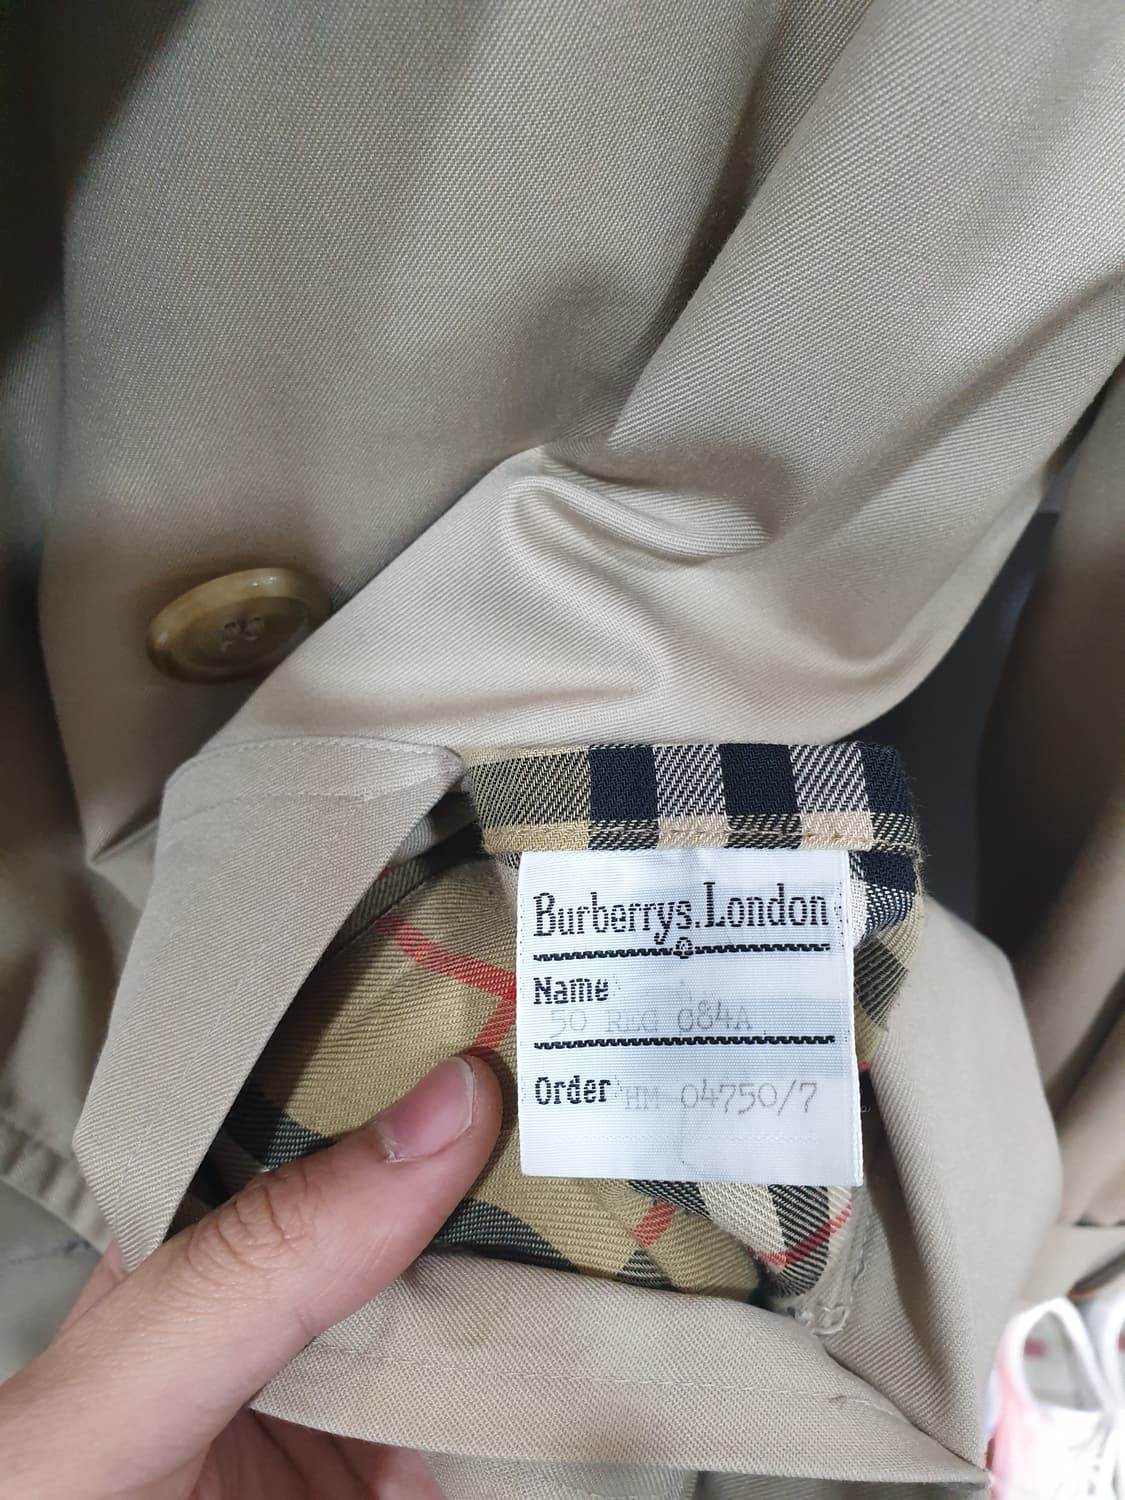 Burberrys.London
Name
50 REG 084A
Order HM 04750/7